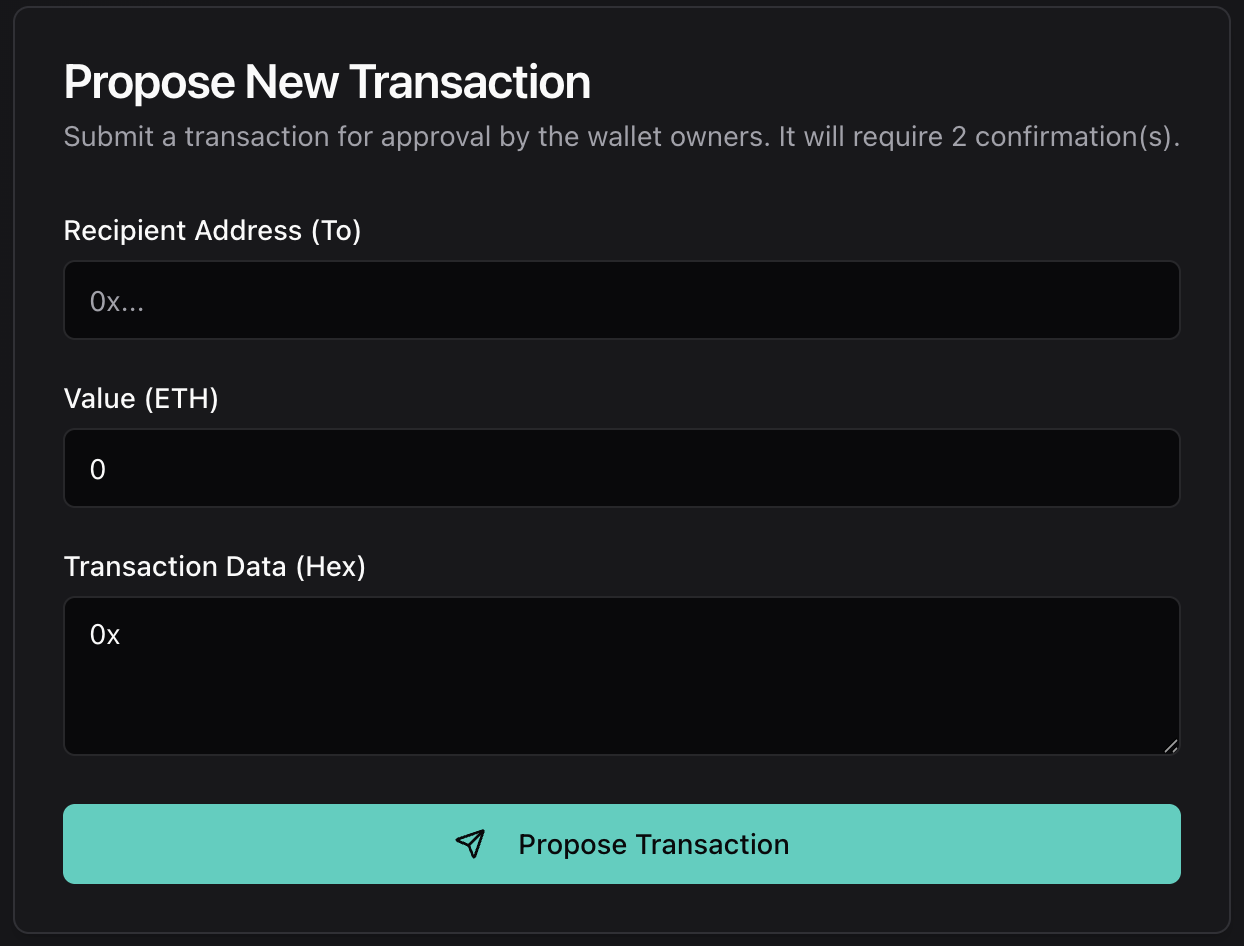 Propose New Transaction
Submit a transaction for approval by the wallet owners. It will require 2 confirmation(s).
Recipient Address (To)
0x...
Value (ETH)
0
Transaction Data (Hex)
0x
Propose Transaction